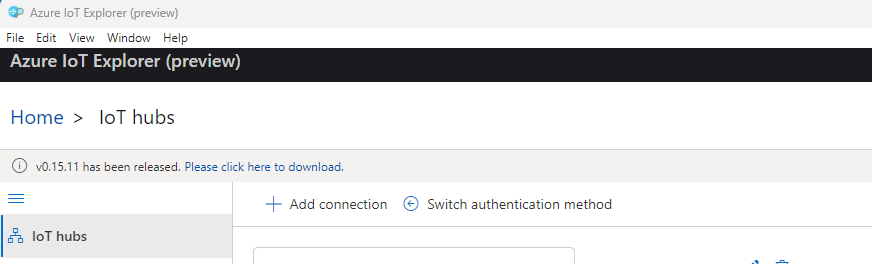 Azure IoT Explorer (preview)
File Edit View Window Help
Azure IoT Explorer (preview)
Home > IoT hubs
v0.15.11 has been released. Please click here to download.
+ Add connection Switch authentication method
IoT hubs